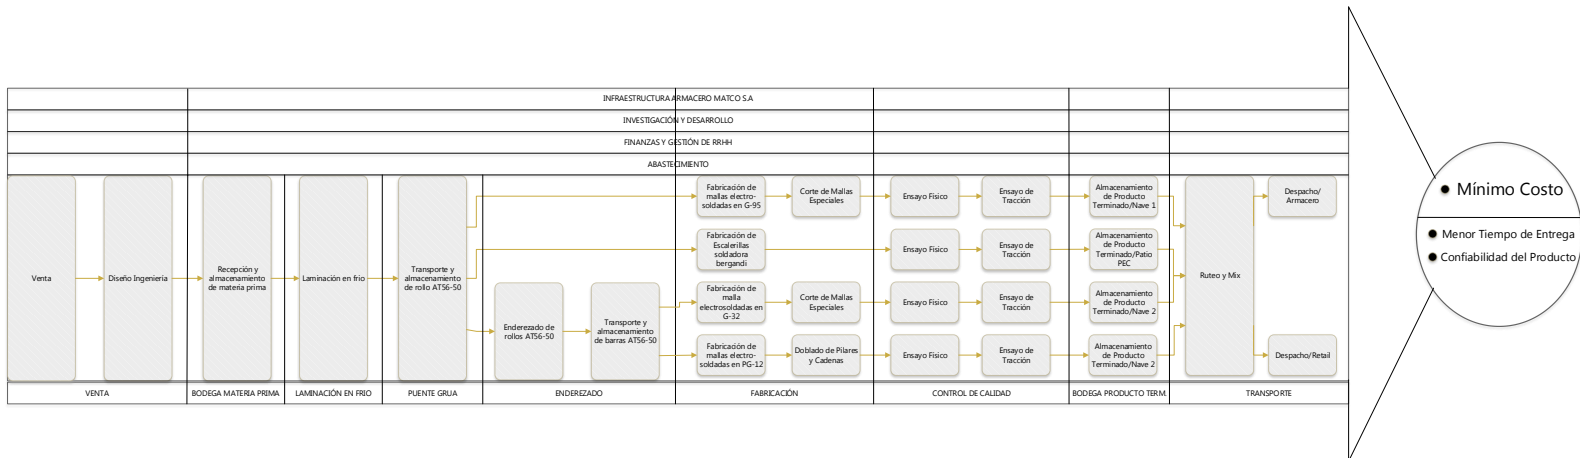 INFRAESTRUCTURA ARMACERO MATCO S.A
INVESTIGACIÓN Y DESARROLLO
FINANZAS Y GESTIÓN DE RRHH
ABASTECIMIENTO
Venta
Diseño Ingeniería
Recepción y
almacenamiento
de materia prima
Laminación en frio
Transporte y
almacenamiento
de rollo AT56-50
Enderezado de
rollos AT56-50
Transporte y
almacenamiento
de barras AT56-50
Fabricación de
mallas electro-
soldadas en G-95
Corte de Mallas
Especiales
Ensayo Fisico
Ensayo de
Tracción
Almacenamiento
de Producto
Terminado/Nave 1
Fabricación de
Escalerillas
soldadora
bergandi
Ensayo Fisico
Ensayo de
Tracción
Almacenamiento
de Producto
Terminado/Patio
PEC
Fabricación de
malla
electrosoldadas en
G-32
Corte de Mallas
Especiales
Ensayo Fisico
Ensayo de
Tracción
Almacenamiento
de Producto
Terminado/Nave 2
Fabricación de
mallas electro-
soldadas en PG-12
Doblado de Pilares
y Cadenas
Ensayo Fisico
Ensayo de
Tracción
Almacenamiento
de Producto
Terminado/Nave 2
Ruteo y Mix
Despacho/
Armacero
Despacho/Retail
VENTA
BODEGA MATERIA PRIMA
LAMINACIÓN EN FRIO
PUENTE GRUA
ENDEREZADO
FABRICACIÓN
CONTROL DE CALIDAD
BODEGA PRODUCTO TERM.
TRANSPORTE
● Mínimo Costo
● Menor Tiempo de Entrega
● Confiabilidad del Producto